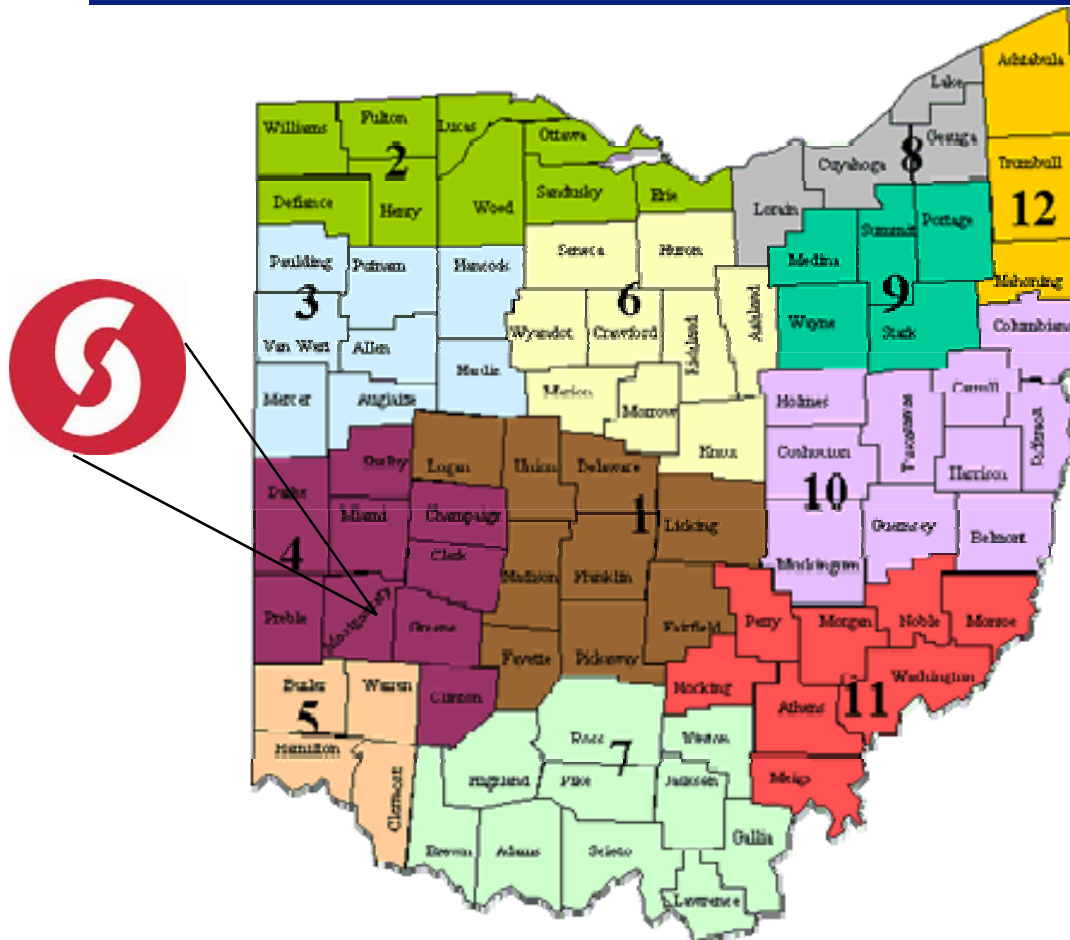 Ashtabula
Lake
Geauga
8
Cuyahoga
Trumbull
12
Lorain
Williams
Fulton
Lucas
Ottawa
2
Defiance
Henry
Wood
Sandusky
Erie
Summit
Portage
Medina
9
Mahoning
Wayne
Stark
Columbiana
Paulding
Putnam
Hancock
Seneca
Huron
3
6
Wyandot
Crawford
Richland
Ashland
Van Wert
Allen
Hardin
Marion
Morrow
Mercer
Auglaize
Knox
Holmes
Tuscarawas
Carroll
Jefferson
Coshocton
Harrison
10
Guernsey
Belmont
Muskingum
Darke
Shelby
Logan
Union
Delaware
Miami
Champaign
1
Licking
4
Clark
Madison
Franklin
Preble
Montgomery
Greene
Fairfield
Fayette
Pickaway
Clinton
Perry
Morgan
Noble
Monroe
Hocking
Washington
Athens
11
Meigs
Butler
Warren
5
Hamilton
Clermont
Ross
7
Vinton
Highland
Pike
Jackson
Gallia
Brown
Adams
Scioto
Lawrence